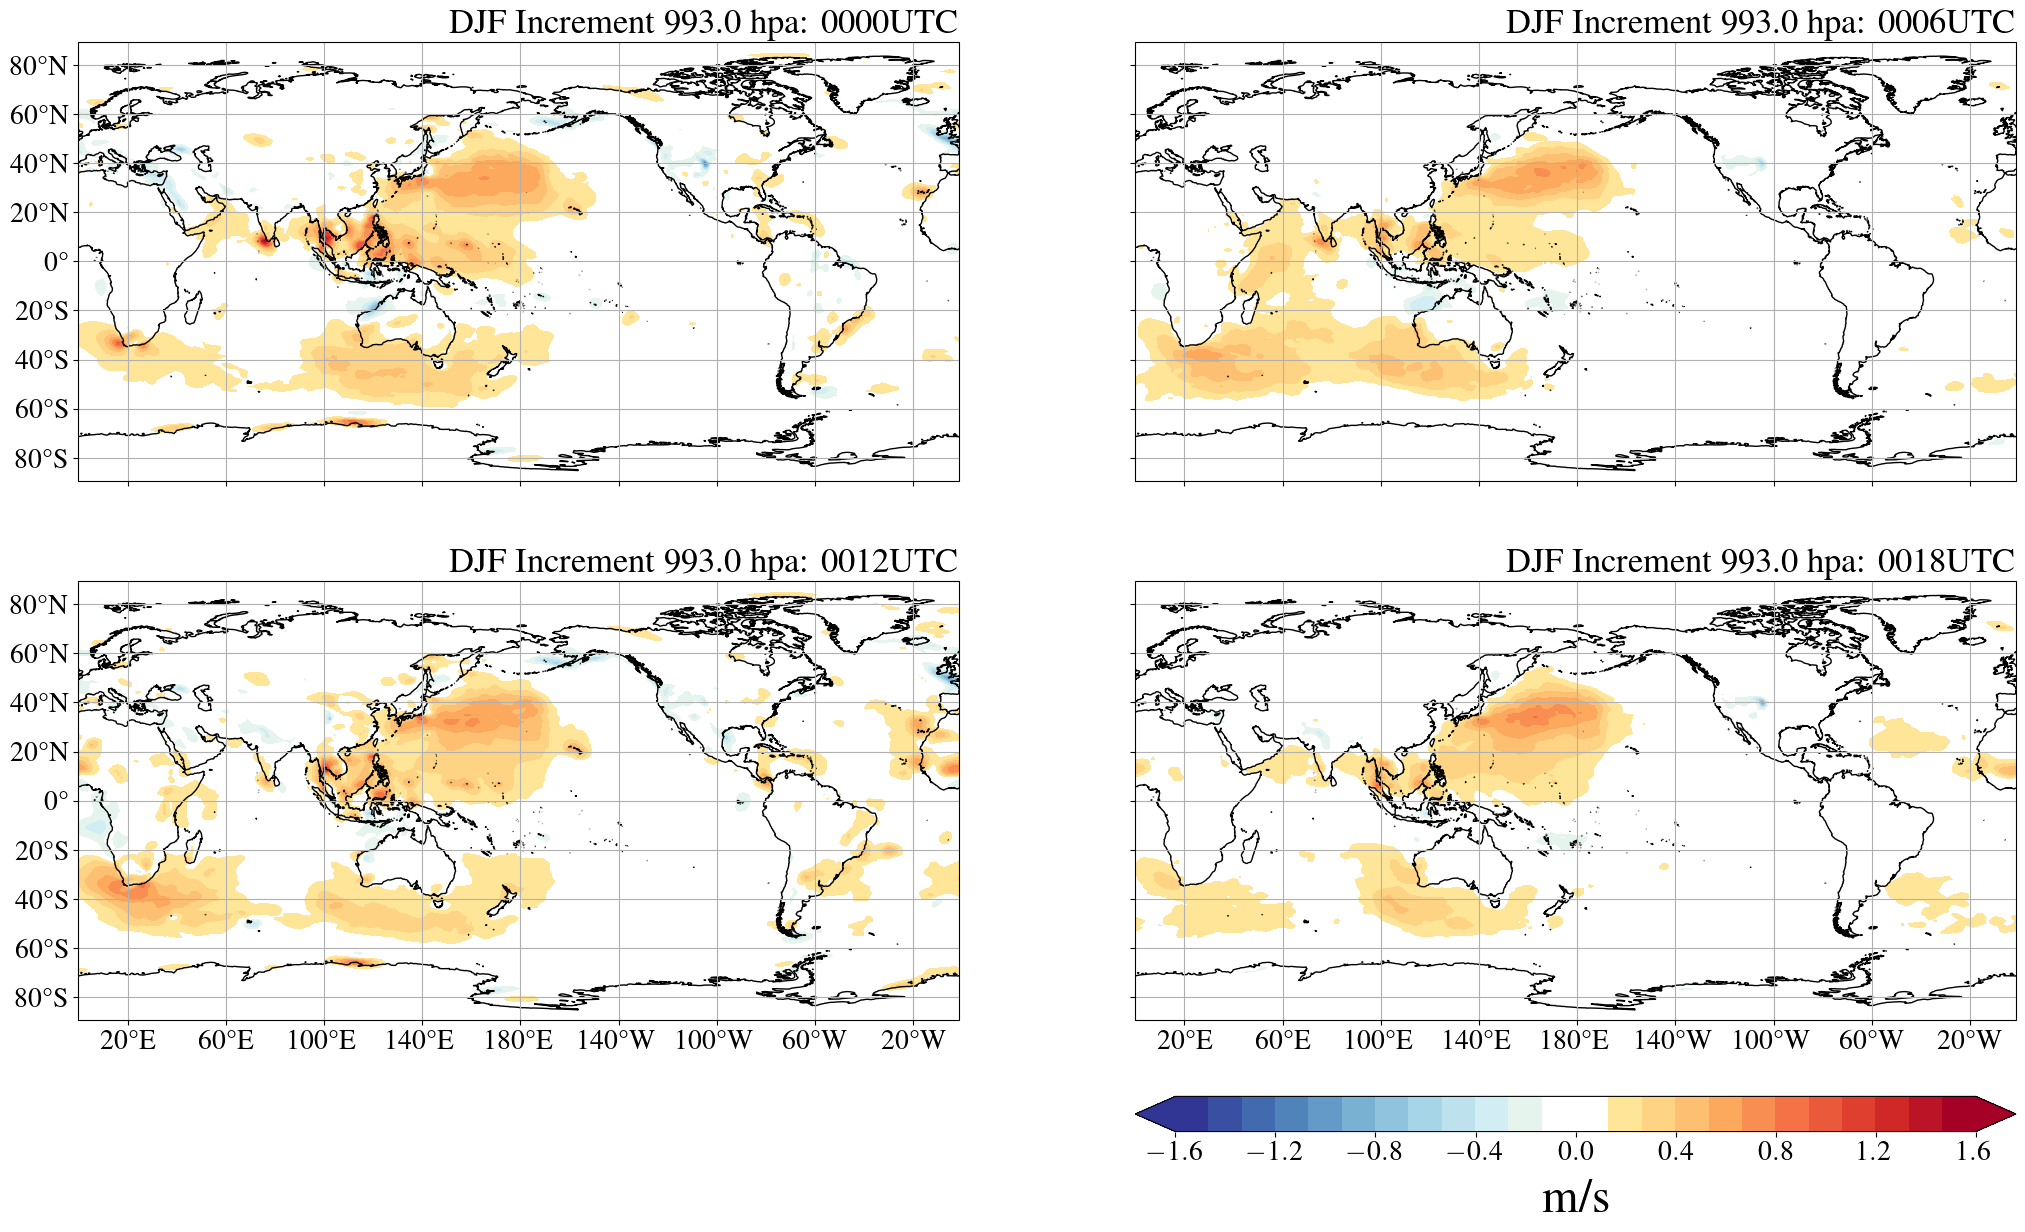 DJF Increment 993.0 hpa: 0000UTC
DJF Increment 993.0 hpa: 0006UTC
80°N
60°N
40°N
20°N
0°
20°S
40°S
60°S
80°S
DJF Increment 993.0 hpa: 0012UTC
DJF Increment 993.0 hpa: 0018UTC
80°N
60°N
40°N
20°N
0°
20°S
40°S
60°S
80°S
20°E 60°E 100°E 140°E 180°E 140°W 100°W 60°W 20°W
20°E 60°E 100°E 140°E 180°E 140°W 100°W 60°W 20°W
−1.6 −1.2 −0.8 −0.4 0.0 0.4 0.8 1.2 1.6
m/s